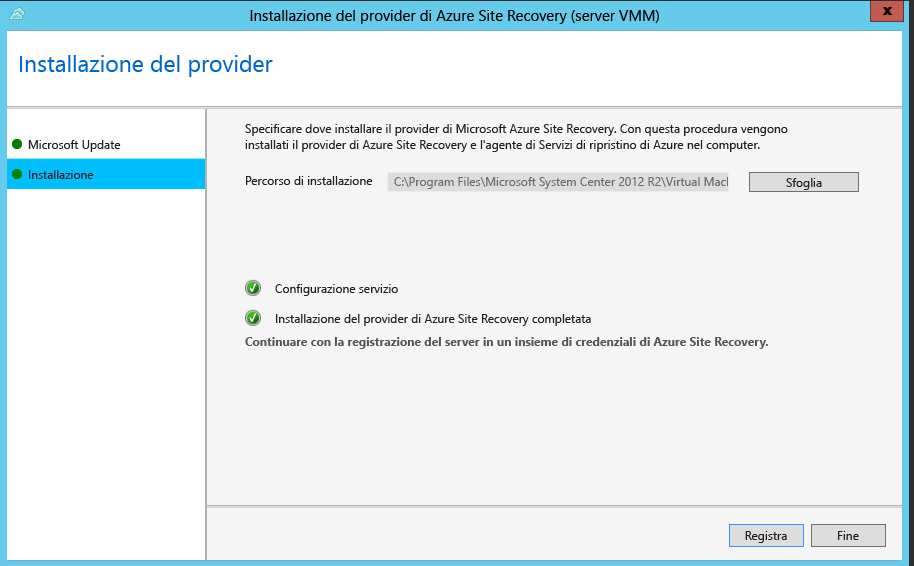 Installazione del provider di Azure Site Recovery (server VMM)
x
Installazione del provider
Microsoft Update
Installazione
Specificare dove installare il provider di Microsoft Azure Site Recovery. Con questa procedura vengono
installati il provider di Azure Site Recovery e l'agente di Servizi di ripristino di Azure nel computer.
Percorso di installazione C:\Program Files\Microsoft System Center 2012 R2\Virtual Macl Sfoglia
Configurazione servizio
Installazione del provider di Azure Site Recovery completata
Continuare con la registrazione del server in un insieme di credenziali di Azure Site Recovery.
Registra Fine